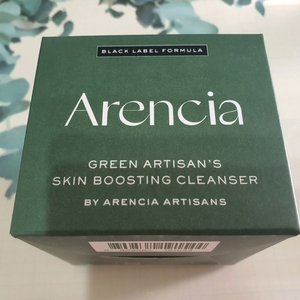 BLACK LABEL FORMULA
Arencia
GREEN ARTISAN'S
SKIN BOOSTING CLEANSER
BY ARENCIA ARTISANS